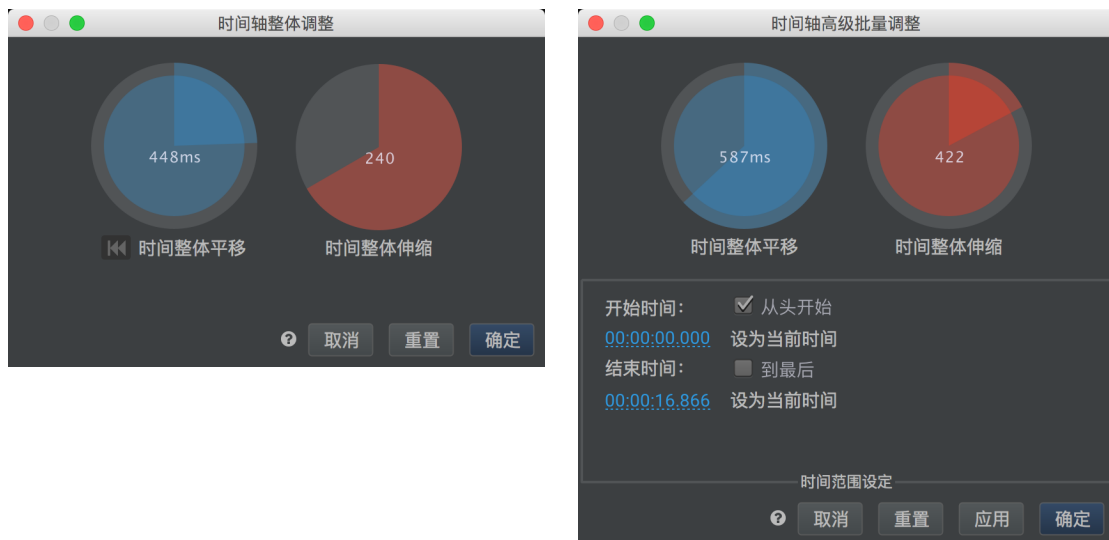 时间轴整体调整
448ms
240
时间整体平移
时间整体伸缩
取消
重置
确定
时间轴高级批量调整
587ms
422
时间整体平移
时间整体伸缩
开始时间: 从头开始
00:00:00.000 设为当前时间
结束时间: 到最后
00:00:16.866 设为当前时间
时间范围设定
? 取消 重置 应用 确定